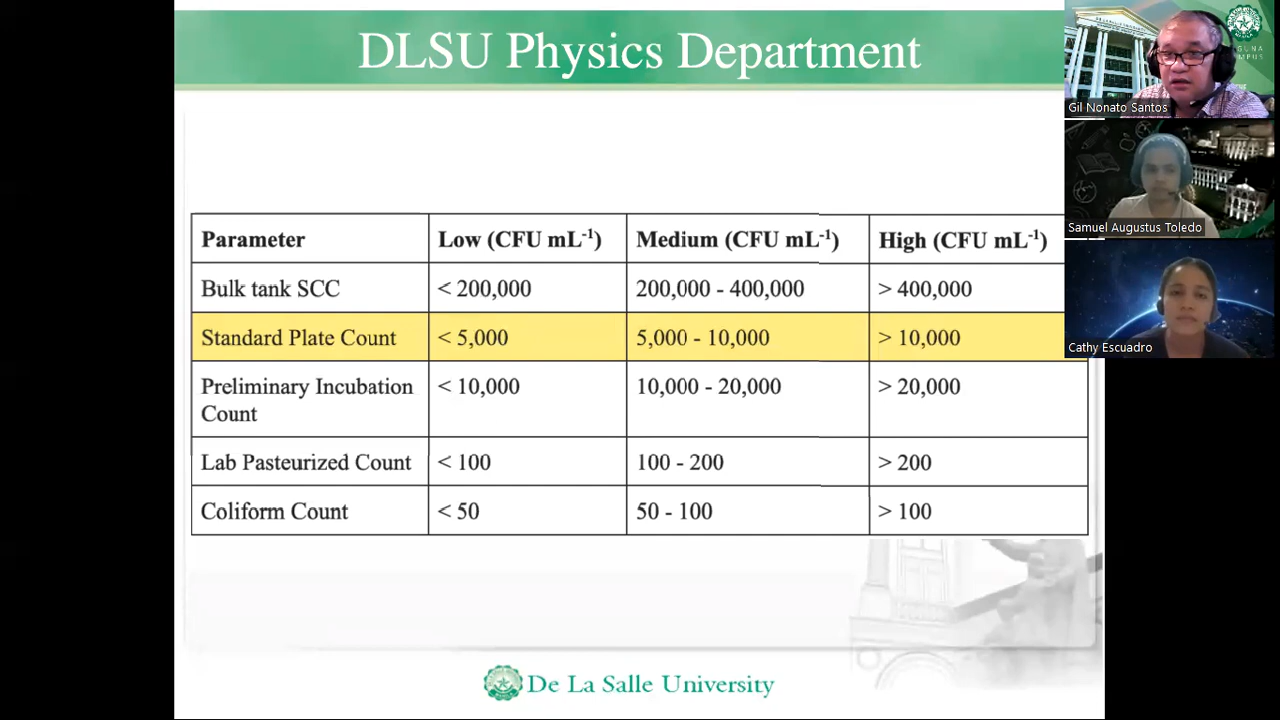 DLSU Physics Department
Parameter Low (CFU mL⁻¹) Medium (CFU mL⁻¹) High (CFU mL⁻¹)
Bulk tank SCC < 200,000 200,000 - 400,000 > 400,000
Standard Plate Count < 5,000 5,000 - 10,000 > 10,000
Preliminary Incubation Count < 10,000 10,000 - 20,000 > 20,000
Lab Pasteurized Count < 100 100 - 200 > 200
Coliform Count < 50 50 - 100 > 100
De La Salle University
Gil Nonato Santos
Samuel Augustus Toledo
Cathy Escuadro